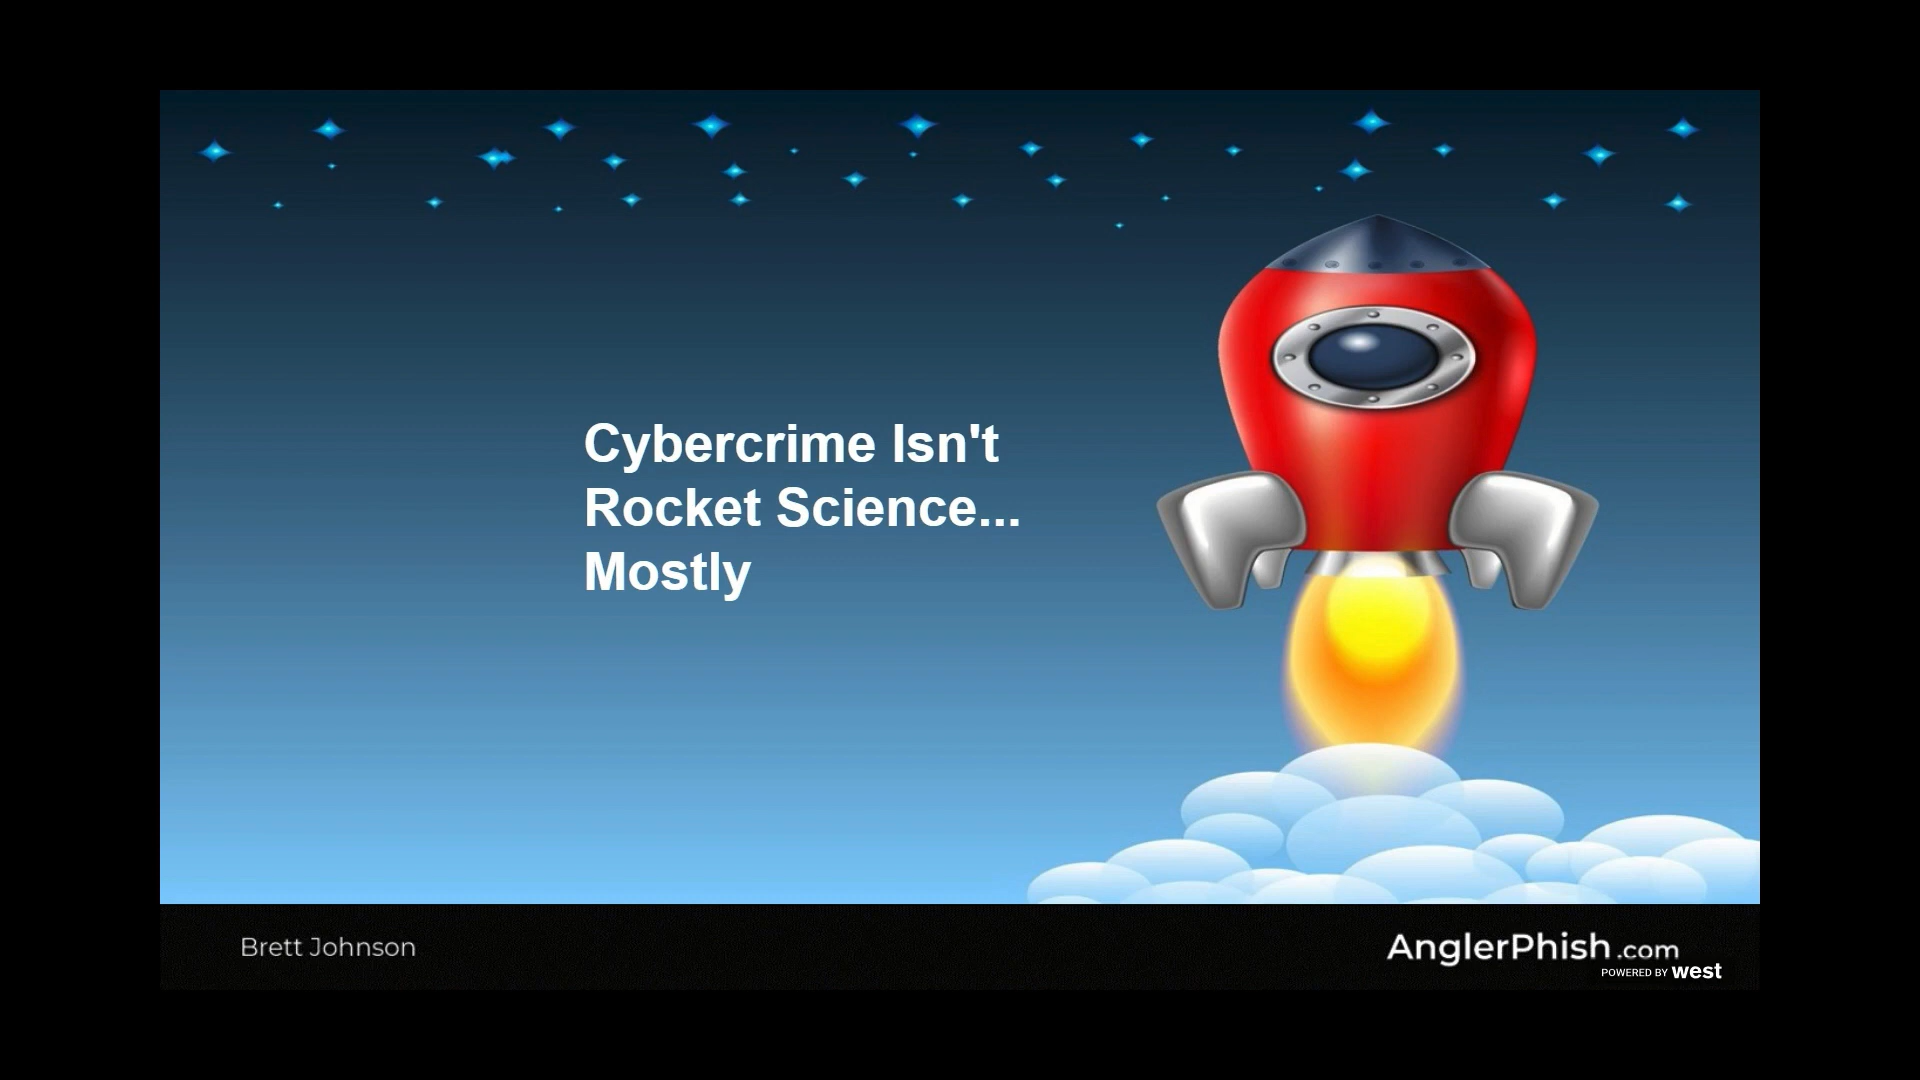 Cybercrime Isn't
Rocket Science...
Mostly
Brett Johnson
AnglerPhish.com
POWERED BY west